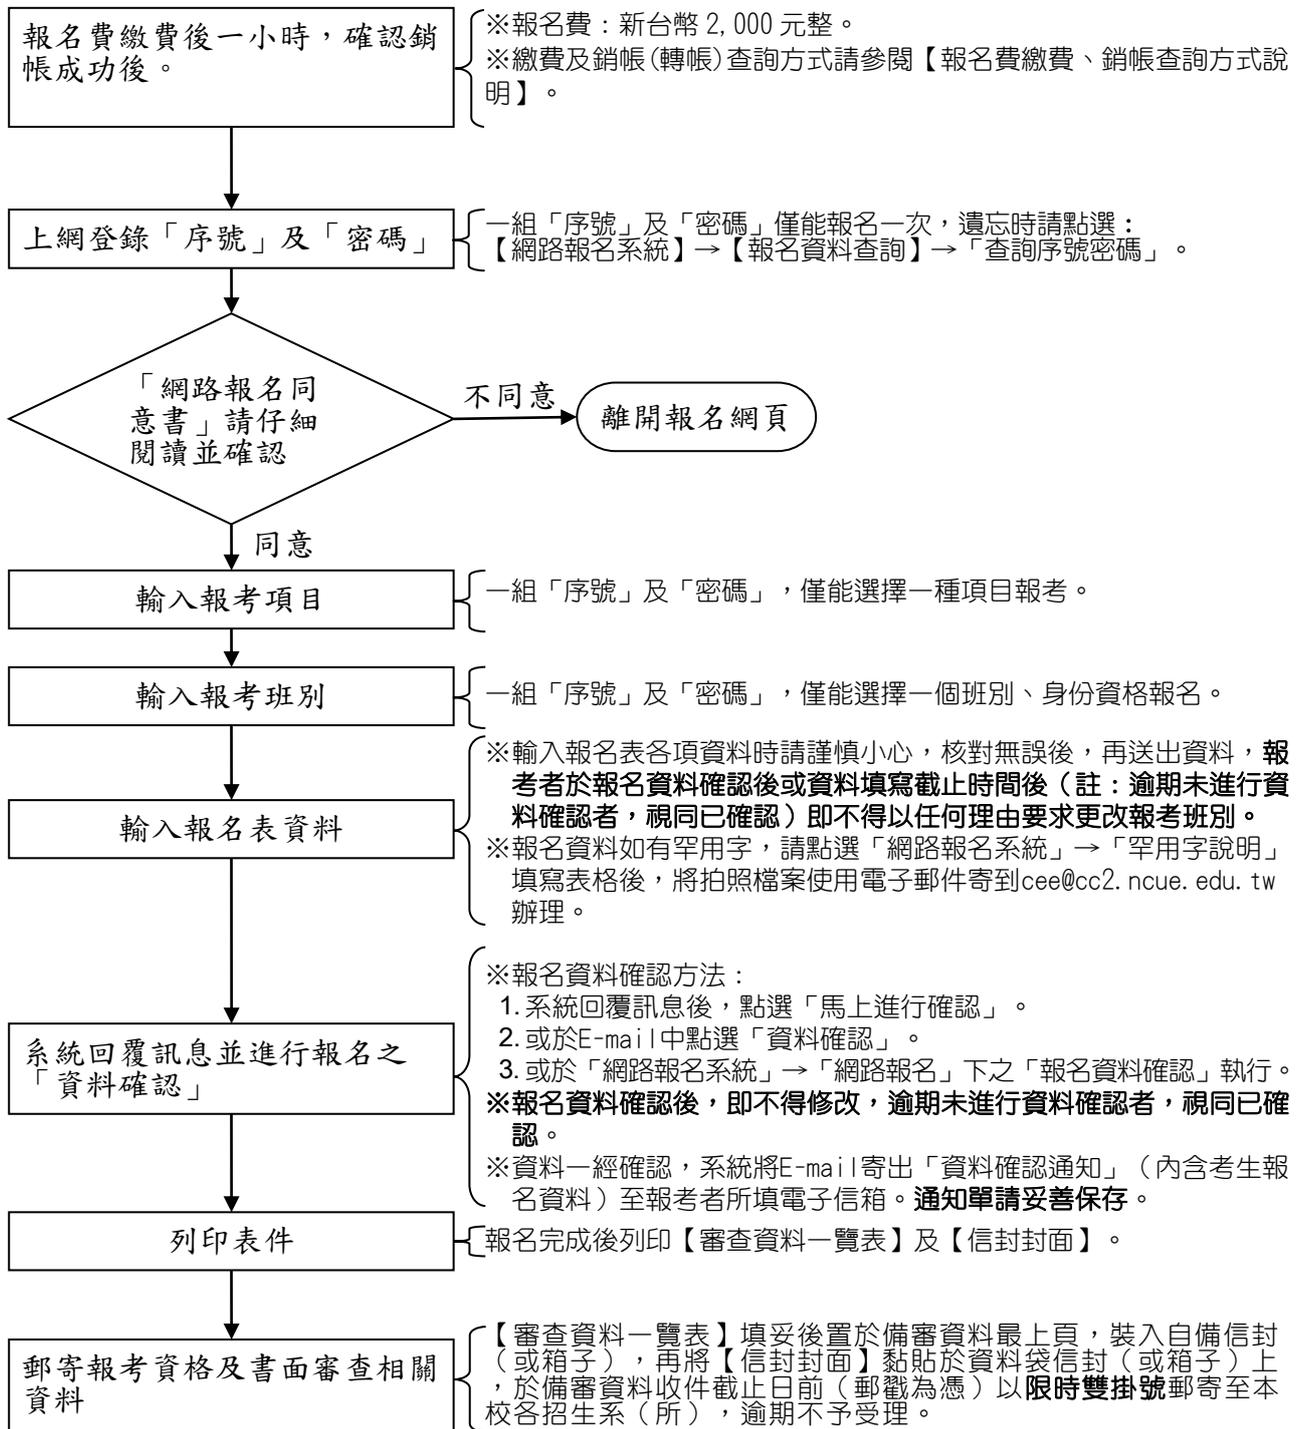 報名費繳費後一小時，確認銷
帳成功後。
※報名費：新台幣 2,000 元整。
※繳費及銷帳(轉帳)查詢方式請參閱【報名費繳費、銷帳查詢方式說
明】。
上網登錄「序號」及「密碼」
一組「序號」及「密碼」僅能報名一次，遺忘時請點選：
【網路報名系統】→【報名資料查詢】→「查詢序號密碼」。
「網路報名同
意書」請仔細
閱讀並確認
不同意
離開報名網頁
同意
輸入報考項目
一組「序號」及「密碼」，僅能選擇一種項目報考。
輸入報考班別
一組「序號」及「密碼」，僅能選擇一個班別、身份資格報名。
輸入報名表資料
※輸入報名表各項資料時請謹慎小心，核對無誤後，再送出資料，報
考者於報名資料確認後或資料填寫截止時間後（註：逾期未進行資
料確認者，視同已確認）即不得以任何理由要求更改報考班別。
※報名資料如有罕用字，請點選「網路報名系統」→「罕用字說明」
填寫表格後，將拍照檔案使用電子郵件寄到cee@cc2.ncue.edu.tw
辦理。
系統回覆訊息並進行報名之
「資料確認」
※報名資料確認方法：
1.系統回覆訊息後，點選「馬上進行確認」。
2.或於E-mail中點選「資料確認」。
3.或於「網路報名系統」→「網路報名」下之「報名資料確認」執行。
※報名資料確認後，即不得修改，逾期未進行資料確認者，視同已確
認。
※資料一經確認，系統將E-mail寄出「資料確認通知」（內含考生報
名資料）至報考者所填電子信箱。通知單請妥善保存。
列印表件
報名完成後列印【審查資料一覽表】及【信封封面】。
郵寄報考資格及書面審查相關
資料
【審查資料一覽表】填妥後置於備審資料最上頁，裝入自備信封
（或箱子），再將【信封封面】黏貼於資料袋信封（或箱子）上
，於備審資料收件截止日前（郵戳為憑）以限時雙掛號郵寄至本
校各招生系（所），逾期不予受理。